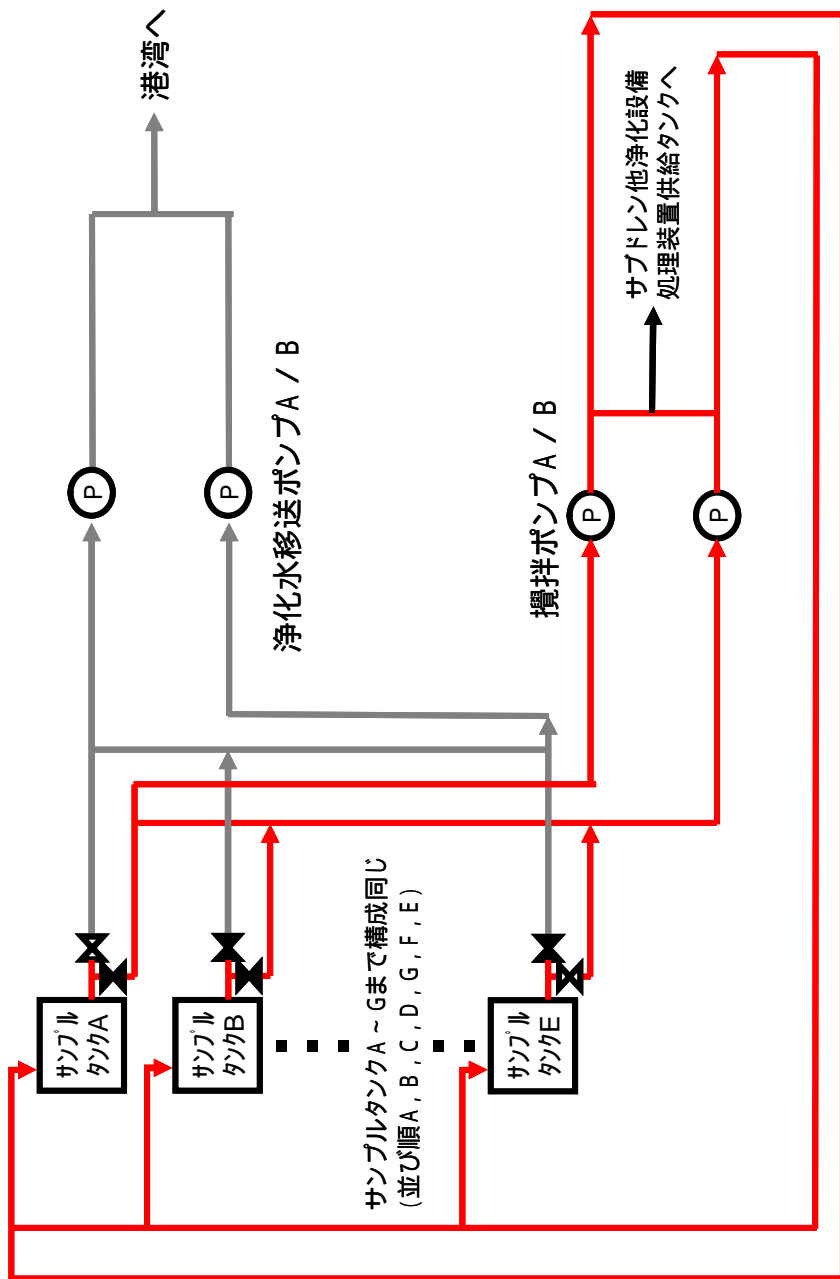 港湾へ
P
P
浄化水移送ポンプA / B
サブドレン他浄化設備
処理装置供給タンクへ
P
P
攪拌ポンプA / B
サンプル
タンクA
サンプル
タンクB
サンプルタンクA~Gまで構成同じ
(並び順A,B,C,D,G,F,E)
サンプル
タンクE